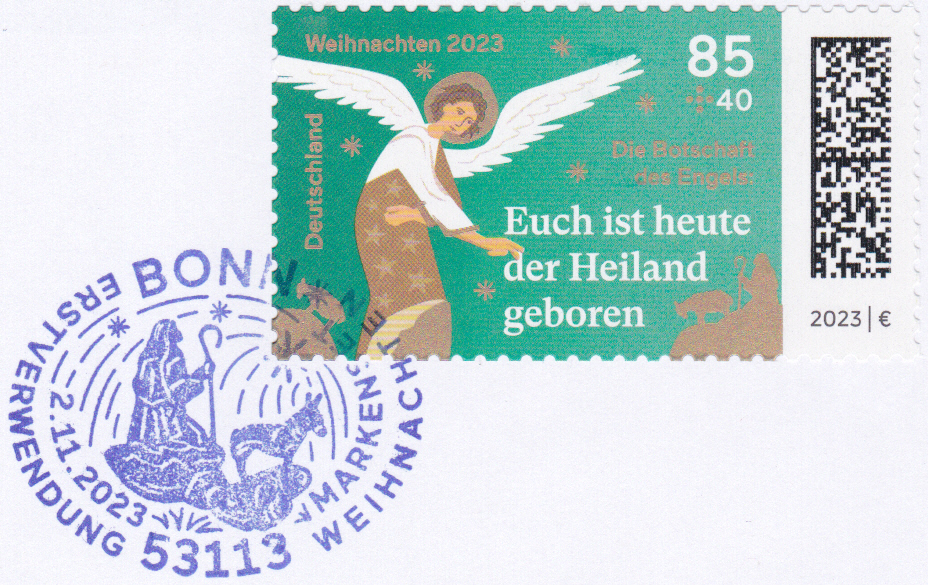 Weihnachten 2023
85
+40
Deutschland
Die Botschaft
des Engels:
Euch ist heute
der Heiland
geboren
2023 | €
BONN
ERSTVERWENDUNG
2.11.2023
53113
MARKEN
WEIHNACHT